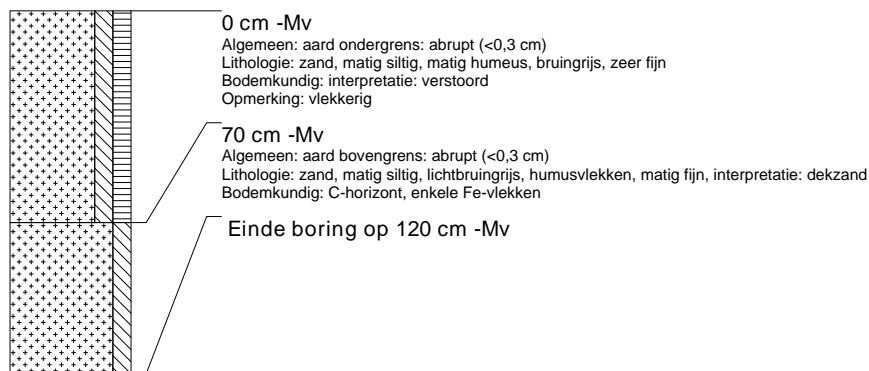 0 cm -Mv
Algemeen: aard ondergrens: abrupt (<0,3 cm)
Lithologie: zand, matig siltig, matig humeus, bruingrijs, zeer fijn
Bodemkundig: interpretatie: verstoord
Opmerking: vlekkerig
70 cm -Mv
Algemeen: aard bovengrens: abrupt (<0,3 cm)
Lithologie: zand, matig siltig, lichtbruingrijs, humusvlekken, matig fijn, interpretatie: dekzand
Bodemkundig: C-horizont, enkele Fe-vlekken
Einde boring op 120 cm -Mv